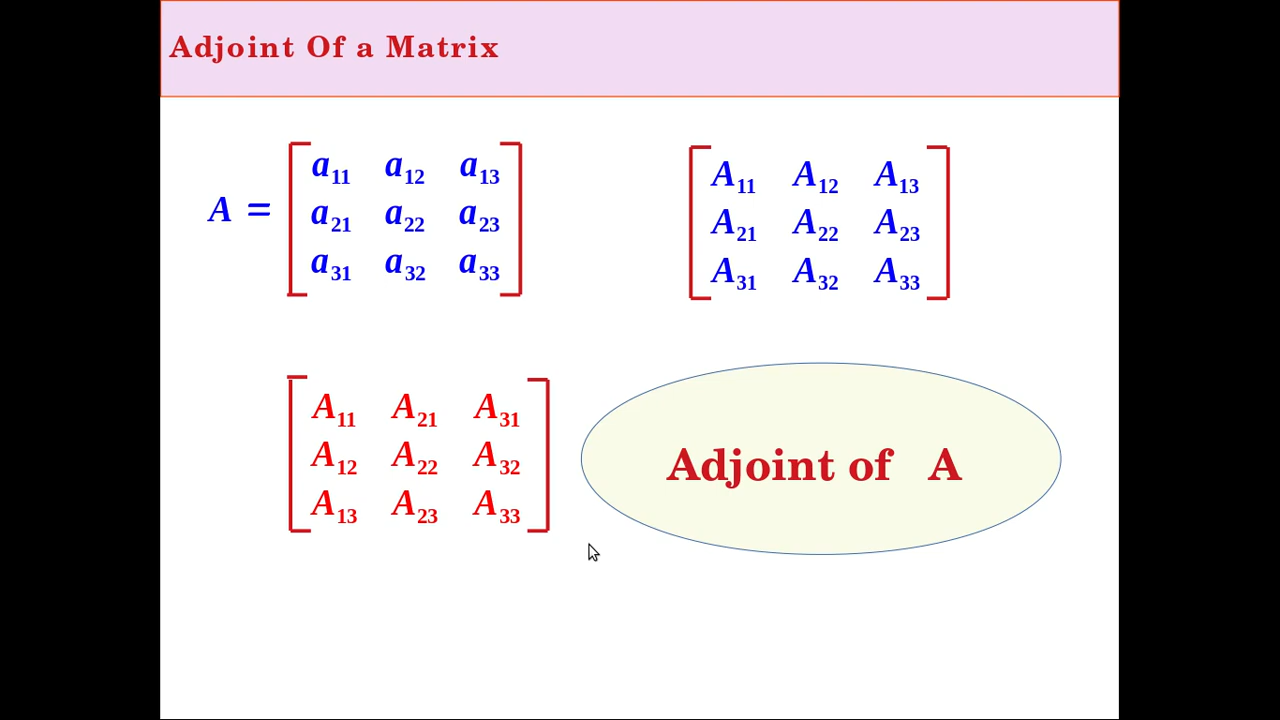 Adjoint Of a Matrix
A = [ a₁₁ a₁₂ a₁₃
a₂₁ a₂₂ a₂₃
a₃₁ a₃₂ a₃₃ ]
[ A₁₁ A₁₂ A₁₃
A₂₁ A₂₂ A₂₃
A₃₁ A₃₂ A₃₃ ]
[ A₁₁ A₂₁ A₃₁
A₁₂ A₂₂ A₃₂
A₁₃ A₂₃ A₃₃ ]
Adjoint of A